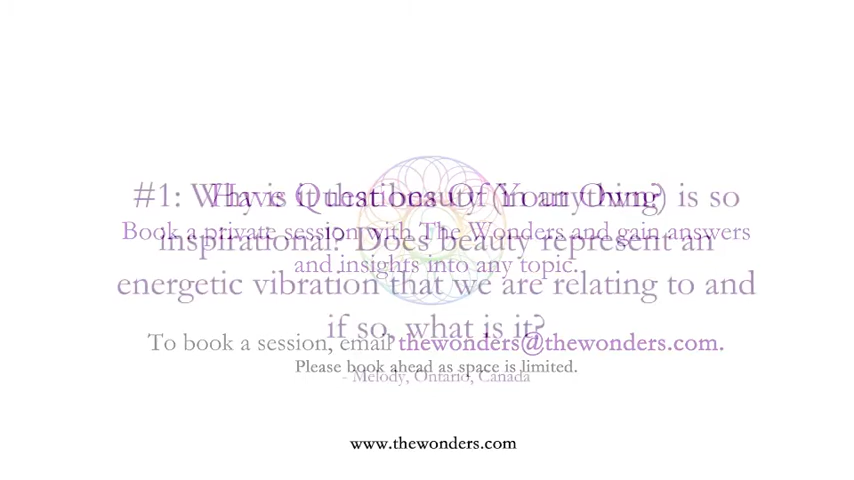 #1: Why is it that beauty (in anything) is so
inspirational? Does beauty represent an
energetic vibration that we are relating to and
if so, what is it?
- Melody, Ontario, Canada
Have Questions Of Your Own?
Book a private session with The Wonders and gain answers
and insights into any topic.
To book a session, email thewonders@thewonders.com.
Please book ahead as space is limited.
www.thewonders.com